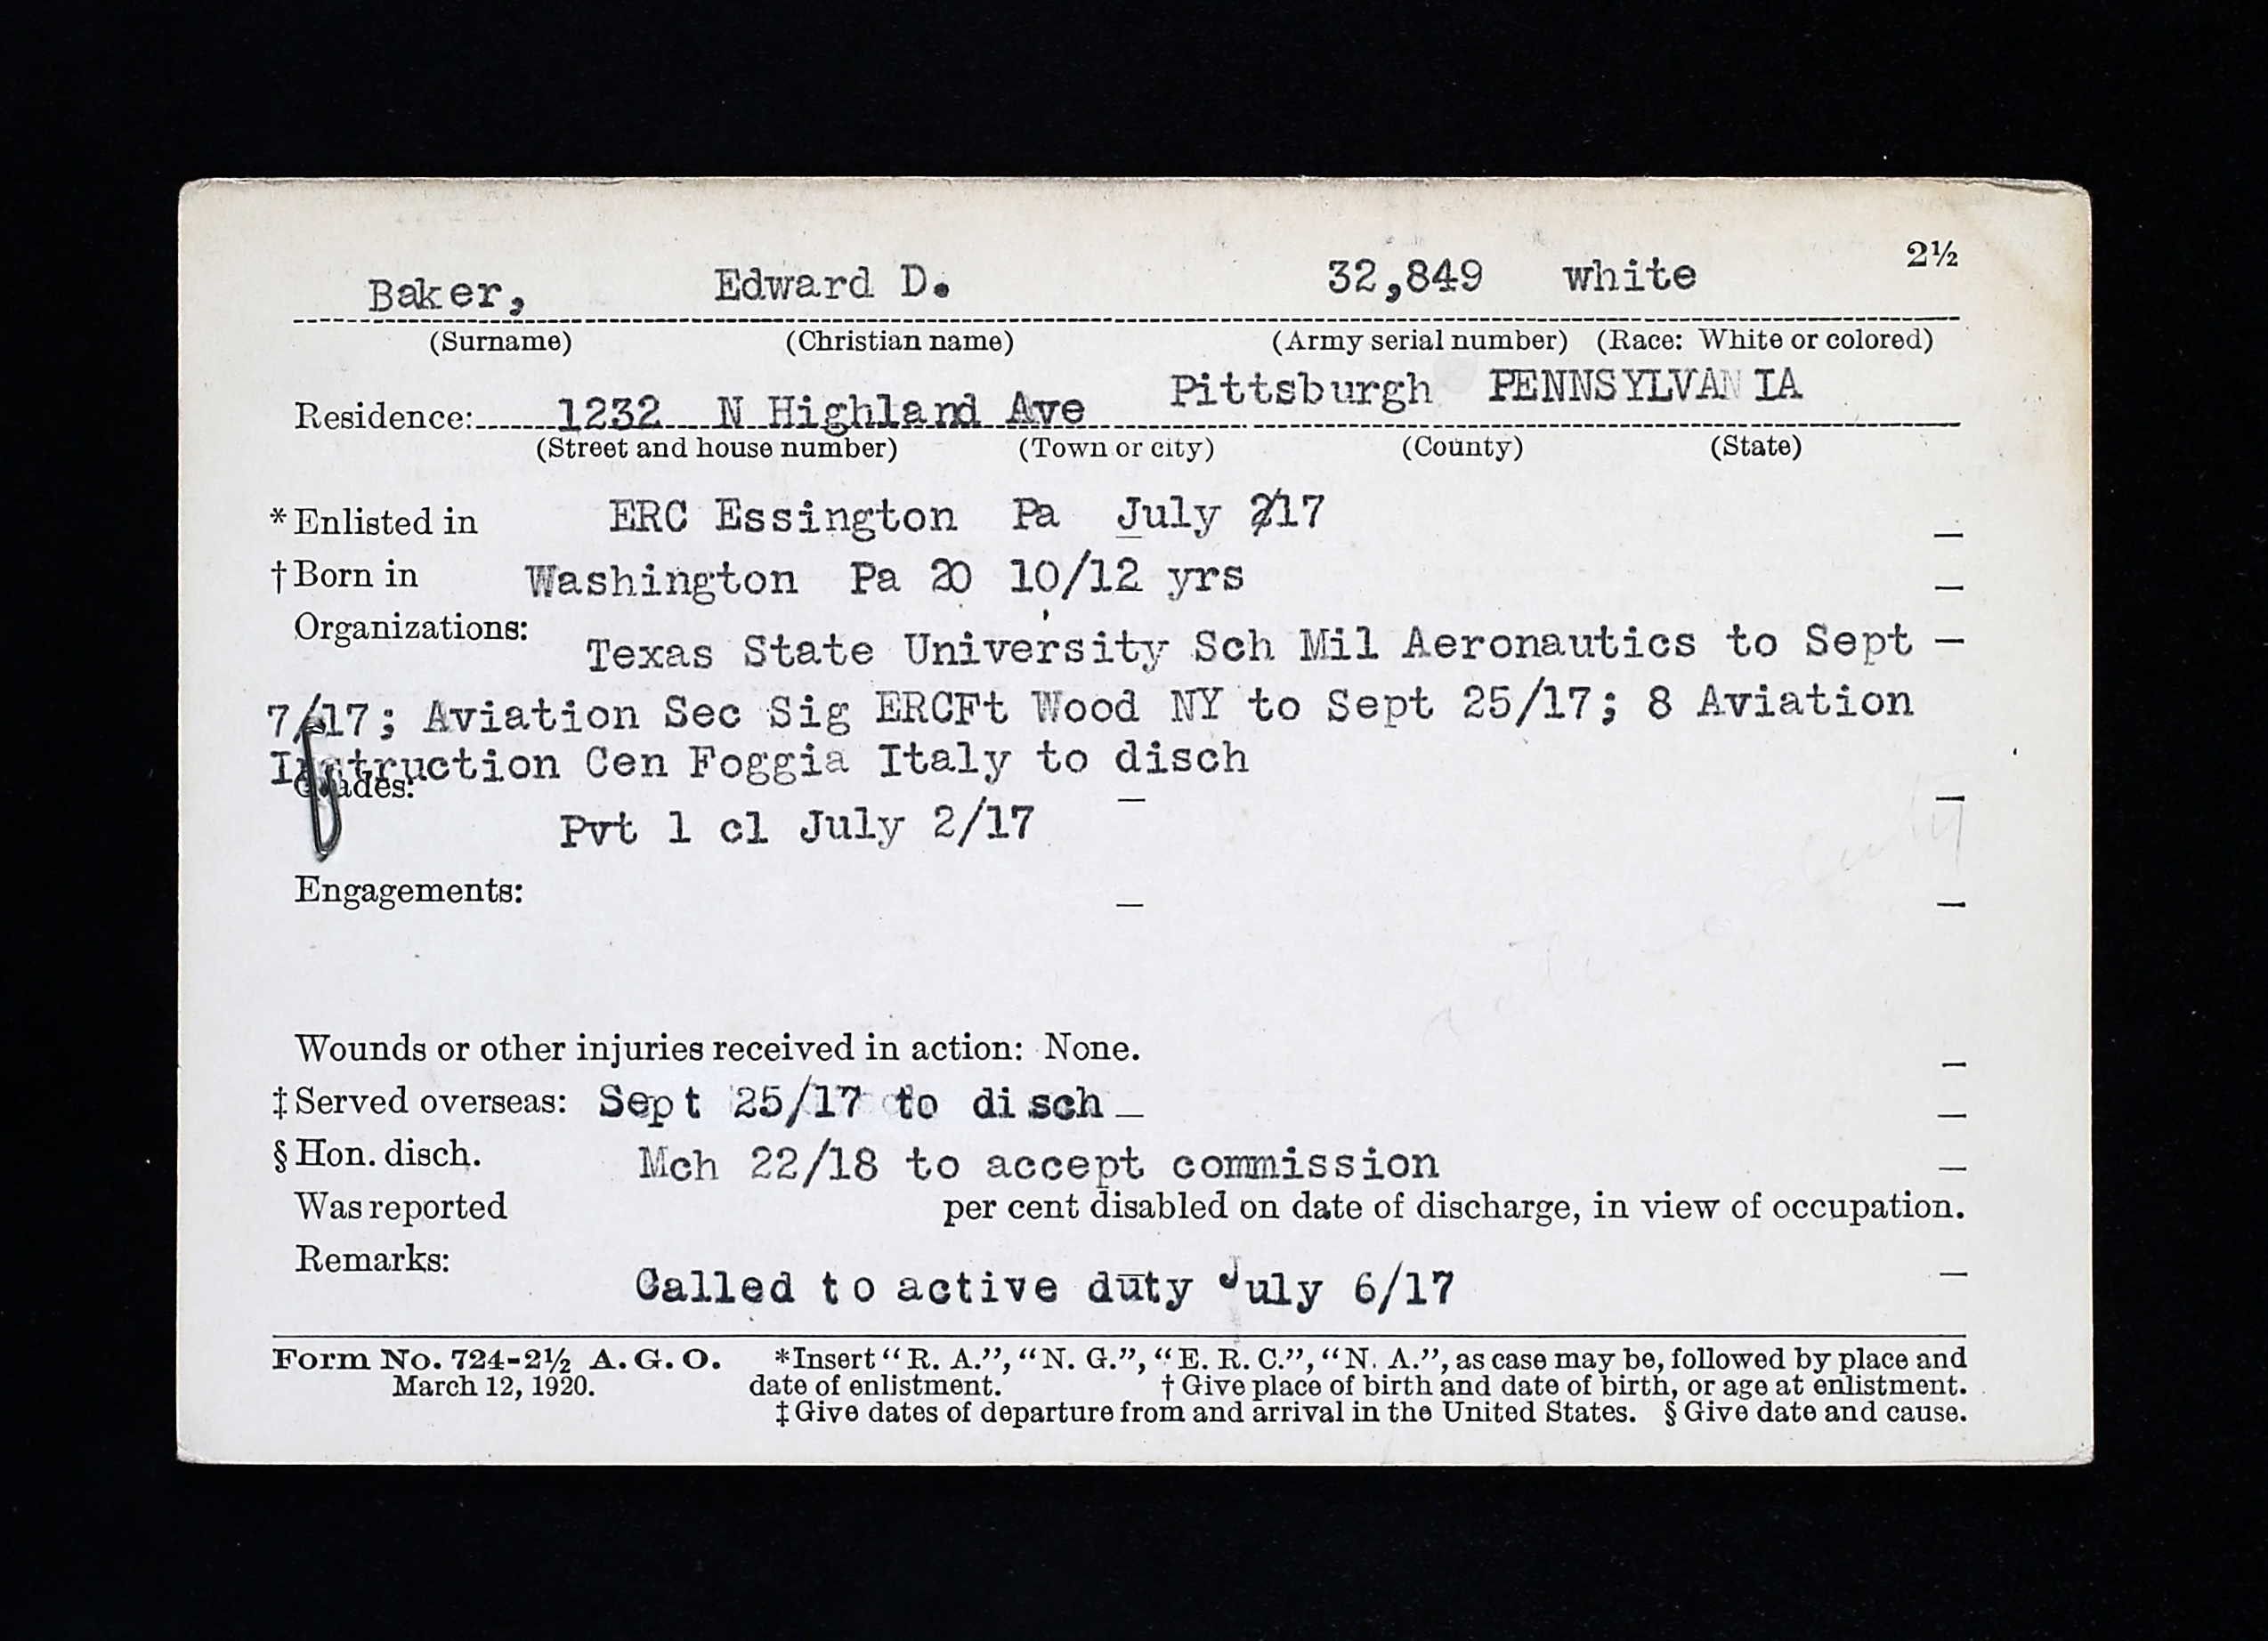 2½
Baker, Edward D. 32,849 white
(Surname) (Christian name) (Army serial number) (Race: White or colored)
Residence: 1232 N Highland Ave Pittsburgh PENNSYLVANIA
(Street and house number) (Town or city) (County) (State)
* Enlisted in ERC Essington Pa July 2/17 –
† Born in Washington Pa 20 10/12 yrs –
Organizations: Texas State University Sch Mil Aeronautics to Sept –
7/17; Aviation Sec Sig ERCFt Wood NY to Sept 25/17; 8 Aviation
Instruction Cen Foggia Italy to disch
Grades: – –
Pvt 1 cl July 2/17
Engagements: – –
Wounds or other injuries received in action: None. –
‡ Served overseas: Sept 25/17 to disch – –
§ Hon. disch. Mch 22/18 to accept commission –
Was reported per cent disabled on date of discharge, in view of occupation.
Remarks: Called to active duty July 6/17 –
Form No. 724-2½ A. G. O. *Insert "R. A.", "N. G.", "E. R. C.", "N. A.", as case may be, followed by place and
March 12, 1920. date of enlistment. † Give place of birth and date of birth, or age at enlistment.
‡ Give dates of departure from and arrival in the United States. § Give date and cause.